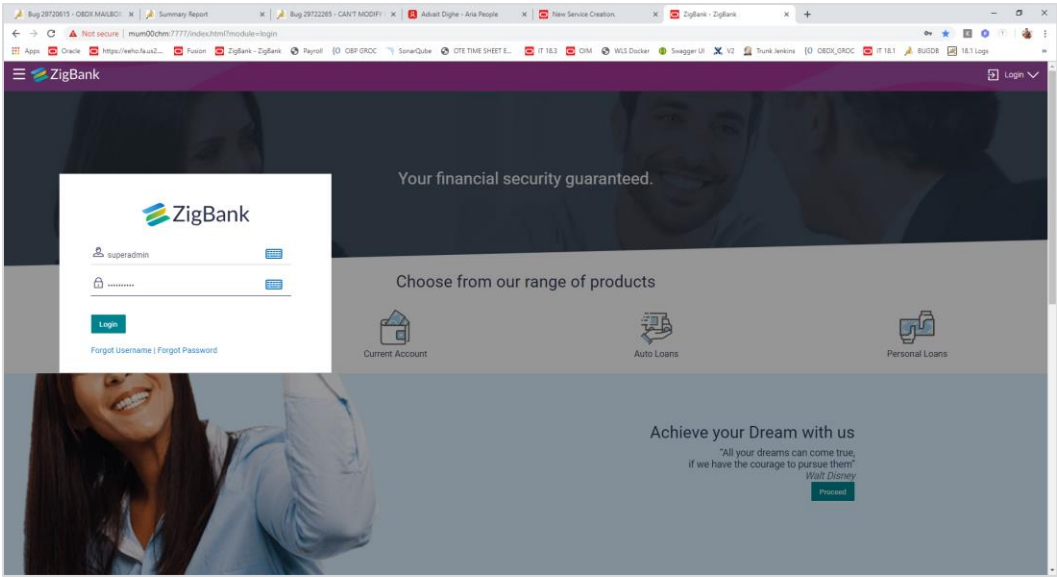 Bug 29720615 - OBDX MAILBO
Summary Report
Bug 29722265 - CAN'T MODIFY
Advait Dighe - Aria People
New Service Creation.
ZigBank - ZigBank
Not secure | mum00chm:7777/index.html?module=login
Apps
Oracle
Fusion
ZigBank - ZigBank
Payroll
OBP GROC
SonarQube
OTE TIME SHEET E...
IT 18.3
OIM
WLS Docker
Swagger UI
V2
Trunk Jenkins
OBDX_GROC
IT 18.1
BUGDB
18.1 Logs
ZigBank
Login
Your financial security guaranteed.
ZigBank
superadmin
..........
Login
Forgot Username | Forgot Password
Choose from our range of products
Current Account
Auto Loans
Personal Loans
Achieve your Dream with us
"All your dreams can come true,
if we have the courage to pursue them"
Walt Disney
Proceed